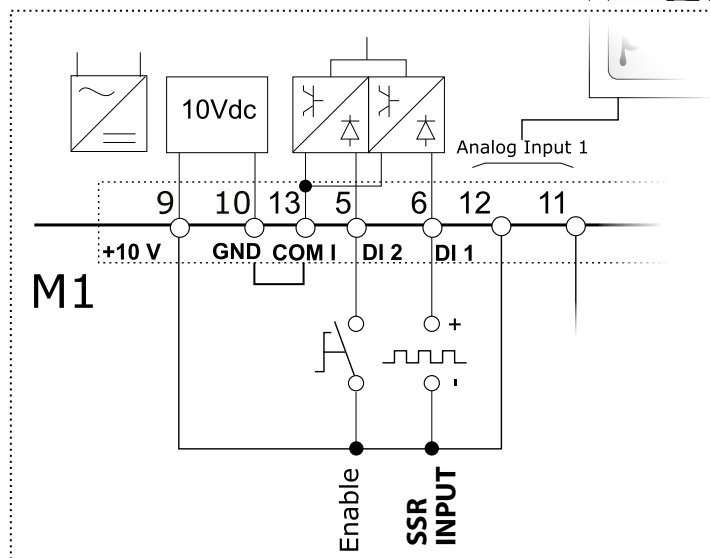 10Vdc
Analog Input 1
9 10 13 5 6 12 11
+10 V GND COM I DI 2 DI 1
M1
+
-
Enable
SSR
INPUT